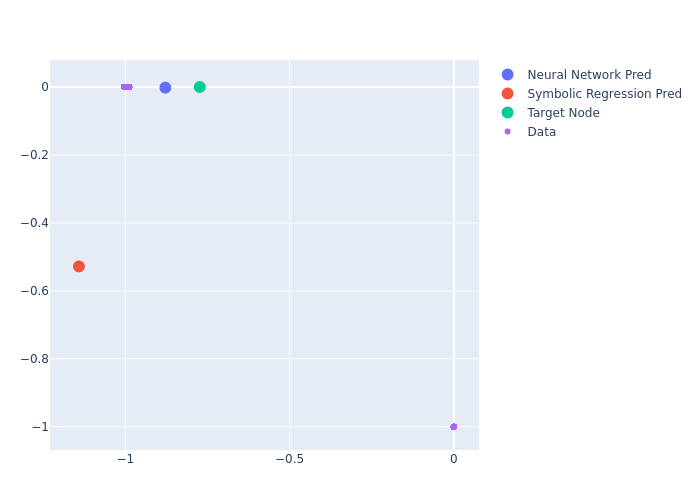 0
−0.2
−0.4
−0.6
−0.8
−1
−1
−0.5
0
Neural Network Pred
Symbolic Regression Pred
Target Node
Data